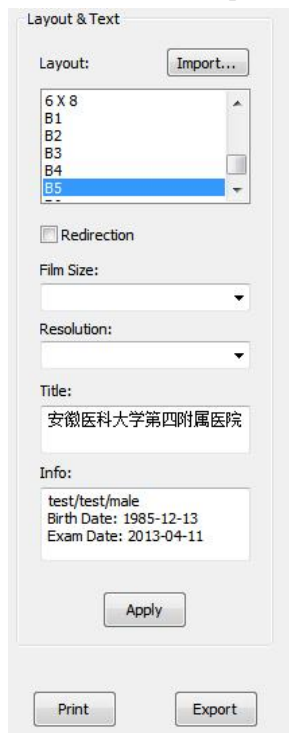 Layout & Text
Layout:
Import...
6 X 8
B1
B2
B3
B4
B5
Redirection
Film Size:
Resolution:
Title:
安徽医科大学第四附属医院
Info:
test/test/male
Birth Date: 1985-12-13
Exam Date: 2013-04-11
Apply
Print
Export